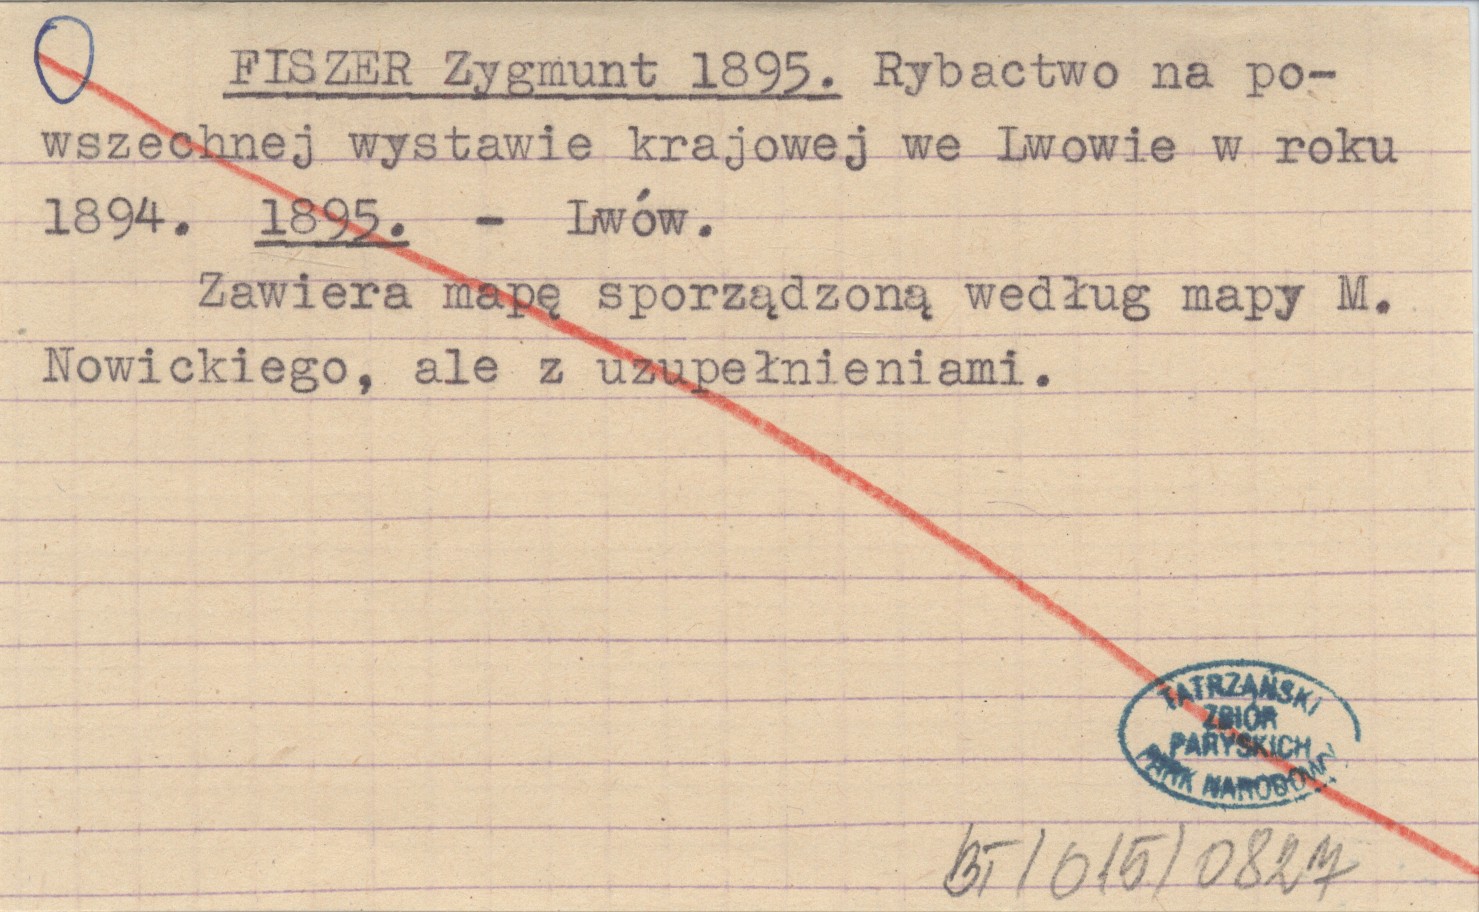 FISZER Zygmunt 1895. Rybactwo na po-
wszechnej wystawie krajowej we Lwowie w roku
1894. 1895. - Lwów.
Zawiera mapę sporządzoną według mapy M.
Nowickiego, ale z uzupełnieniami.
TATRZAŃSKI
ZBIÓR
PARYSKICH
PARK NARODOWY
BT/015/0827